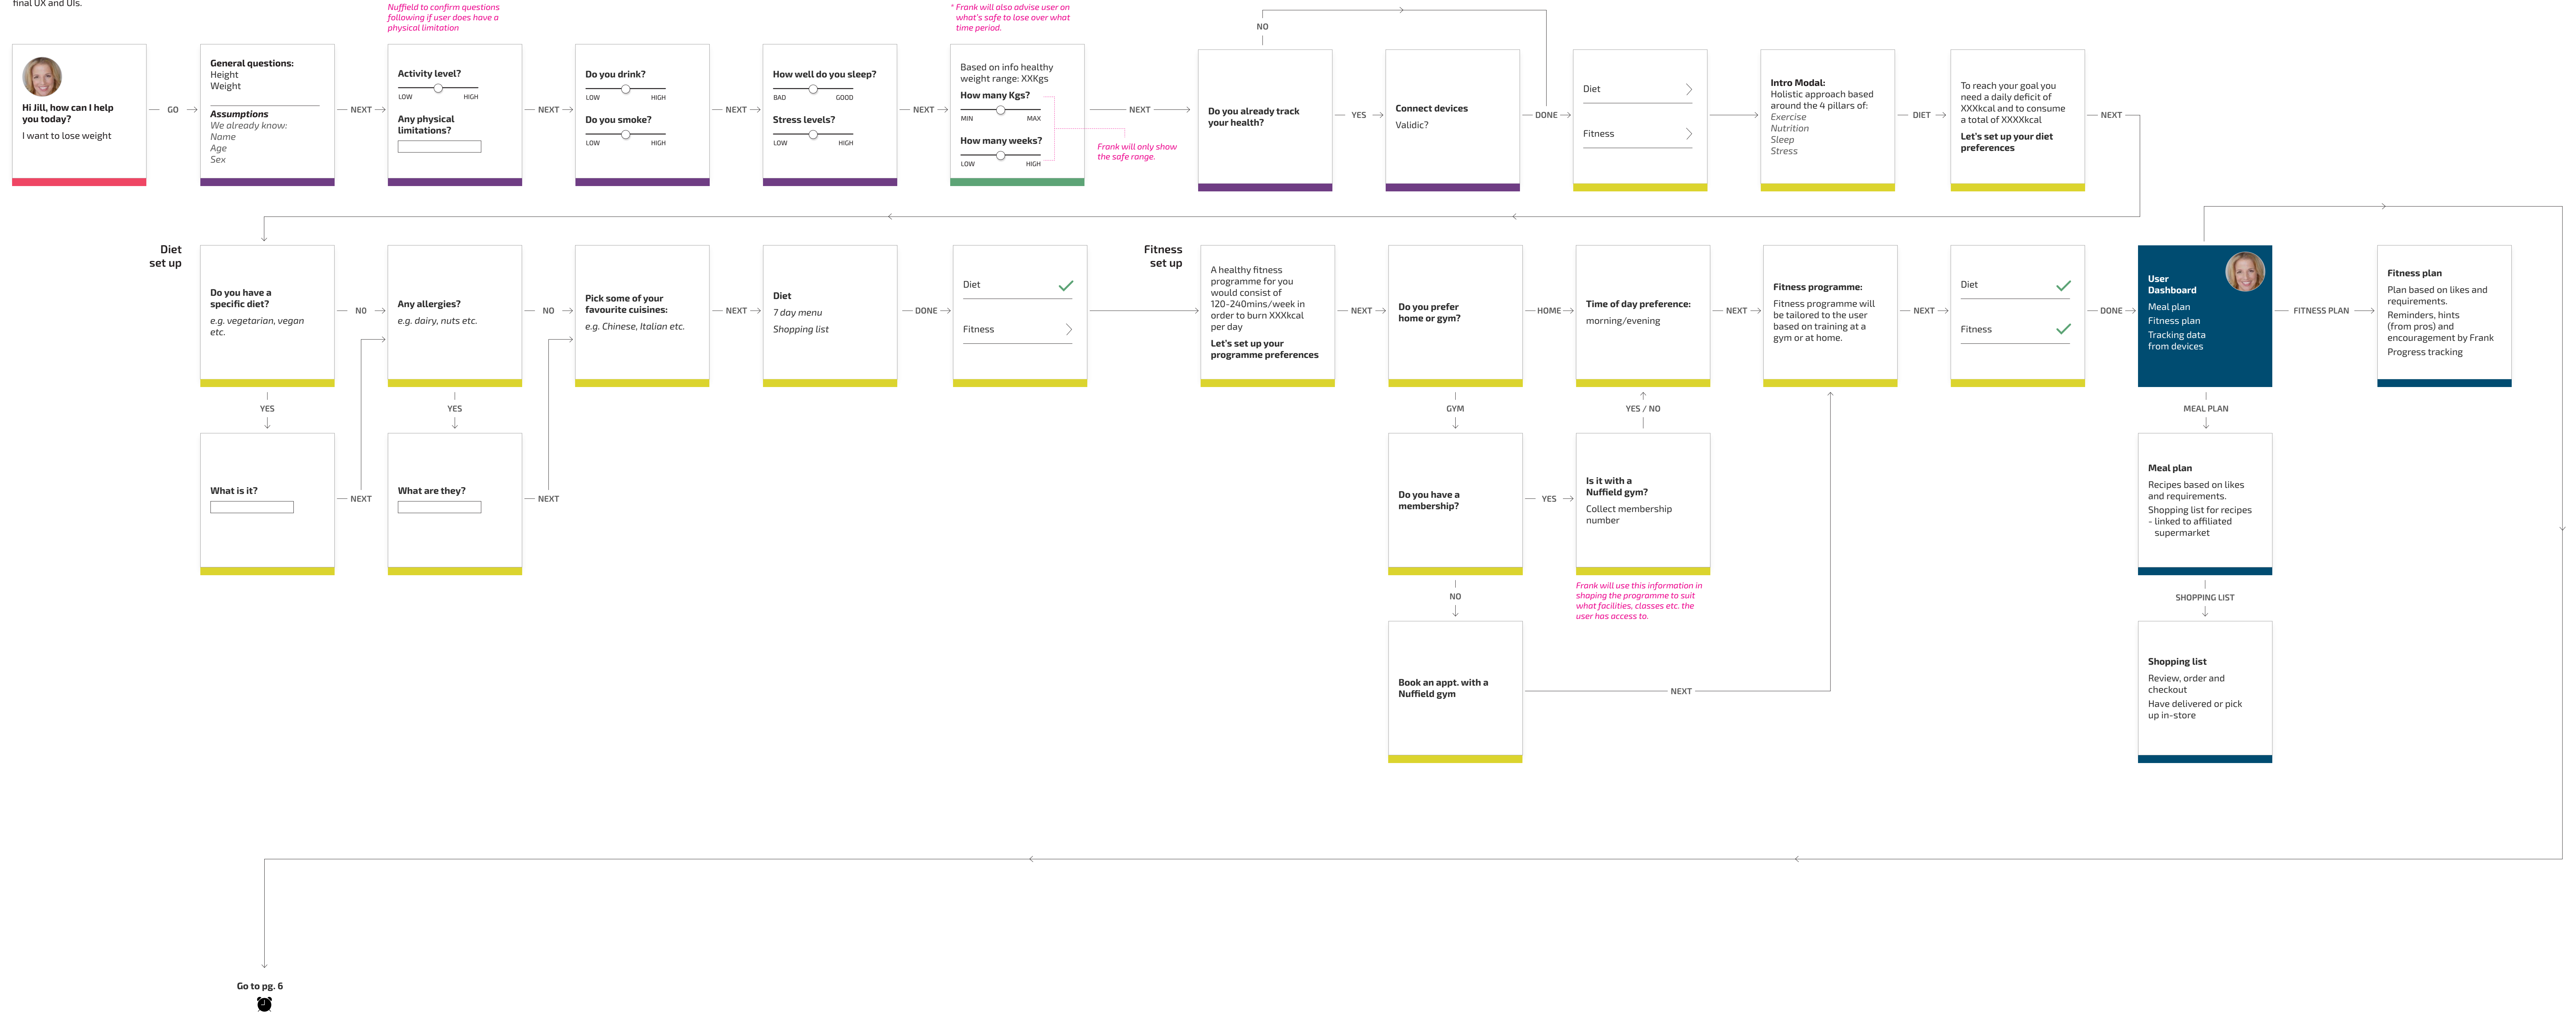 final UX and UIs.
Nuffield to confirm questions
following if user does have a
physical limitation
* Frank will also advise user on
what's safe to lose over what
time period.
Hi Jill, how can I help
you today?
I want to lose weight
GO
General questions:
Height
Weight
Assumptions
We already know:
Name
Age
Sex
NEXT
Activity level?
LOW HIGH
Any physical
limitations?
NEXT
Do you drink?
LOW HIGH
Do you smoke?
LOW HIGH
NEXT
How well do you sleep?
BAD GOOD
Stress levels?
LOW HIGH
NEXT
Based on info healthy
weight range: XXKgs
How many Kgs?
MIN MAX
How many weeks?
LOW HIGH
Frank will only show
the safe range.
NEXT
NO
Do you already track
your health?
YES
Connect devices
Validic?
DONE
Diet
Fitness
Intro Modal:
Holistic approach based
around the 4 pillars of:
Exercise
Nutrition
Sleep
Stress
DIET
To reach your goal you
need a daily deficit of
XXXkcal and to consume
a total of XXXXkcal
Let's set up your diet
preferences
NEXT
Diet
set up
Do you have a
specific diet?
e.g. vegetarian, vegan
etc.
NO
Any allergies?
e.g. dairy, nuts etc.
NO
Pick some of your
favourite cuisines:
e.g. Chinese, Italian etc.
NEXT
Diet
7 day menu
Shopping list
DONE
Diet
Fitness
Fitness
set up
A healthy fitness
programme for you
would consist of
120-240mins/week in
order to burn XXXkcal
per day
Let's set up your
programme preferences
NEXT
Do you prefer
home or gym?
HOME
Time of day preference:
morning/evening
NEXT
Fitness programme:
Fitness programme will
be tailored to the user
based on training at a
gym or at home.
NEXT
Diet
Fitness
DONE
User
Dashboard
Meal plan
Fitness plan
Tracking data
from devices
FITNESS PLAN
Fitness plan
Plan based on likes and
requirements.
Reminders, hints
(from pros) and
encouragement by Frank
Progress tracking
YES
YES
GYM
YES / NO
MEAL PLAN
What is it?
NEXT
What are they?
NEXT
Do you have a
membership?
YES
Is it with a
Nuffield gym?
Collect membership
number
Meal plan
Recipes based on likes
and requirements.
Shopping list for recipes
- linked to affiliated
supermarket
Frank will use this information in
shaping the programme to suit
what facilities, classes etc. the
user has access to.
NO
SHOPPING LIST
Book an appt. with a
Nuffield gym
NEXT
Shopping list
Review, order and
checkout
Have delivered or pick
up in-store
Go to pg. 6